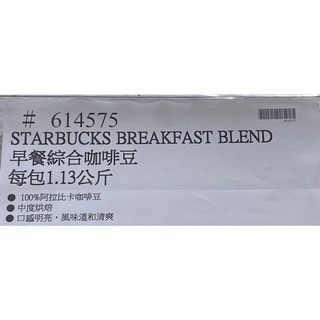 # 614575
STARBUCKS BREAKFAST BLEND
早餐綜合咖啡豆
每包1.13公斤
● 100%阿拉比卡咖啡豆
● 中度烘焙
● 口感明亮，風味溫和清爽